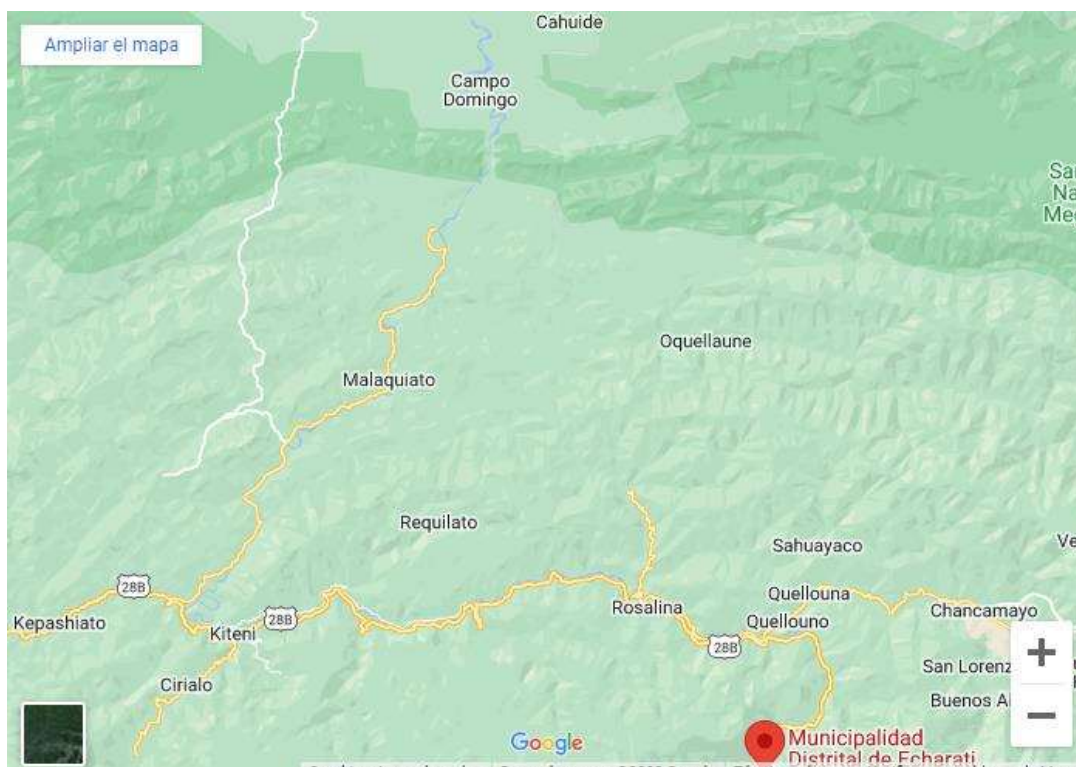 Cahuide
Ampliar el mapa
Campo
Domingo
Oquellaune
Malaquiato
Requilato
Sahuayaco
28B
Quellouna
Rosalina
Chancamayo
Kepashiato
28B
Quellouno
Kiteni
28B
San Lorenz
Cirialo
Buenos
+
−
Google
Municipalidad
Distrital de Echarati